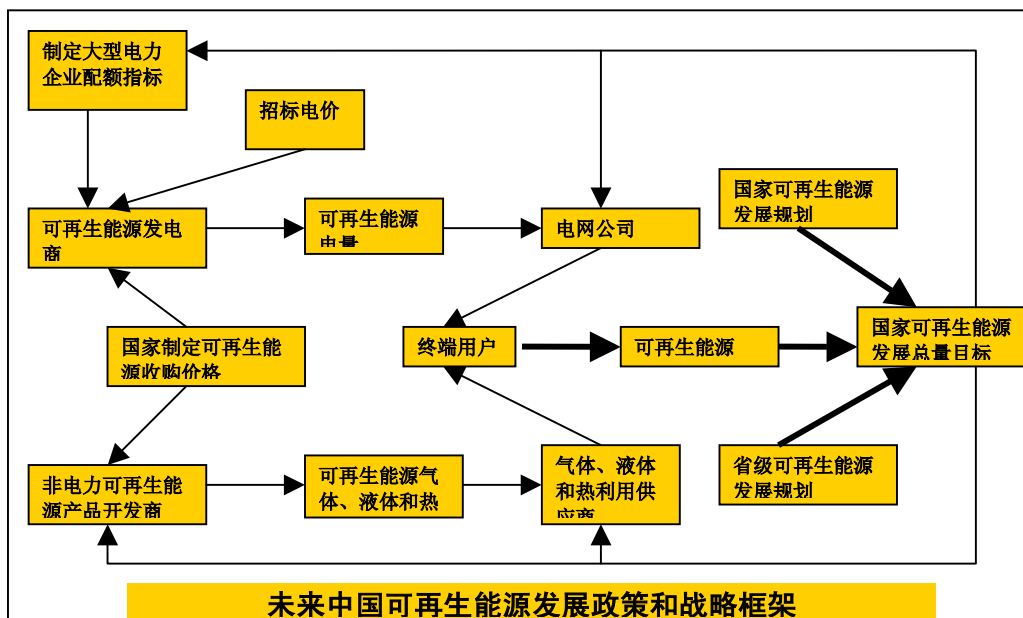 制定大型电力
企业配额指标
招标电价
国家可再生能源
发展规划
可再生能源发电
商
可再生能源
电量
电网公司
国家可再生能源
发展总量目标
国家制定可再生能
源收购价格
终端用户
可再生能源
非电力可再生能
源产品开发商
可再生能源气
体、液体和热
气体、液体
和热利用供
应商
省级可再生能源
发展规划
未来中国可再生能源发展政策和战略框架